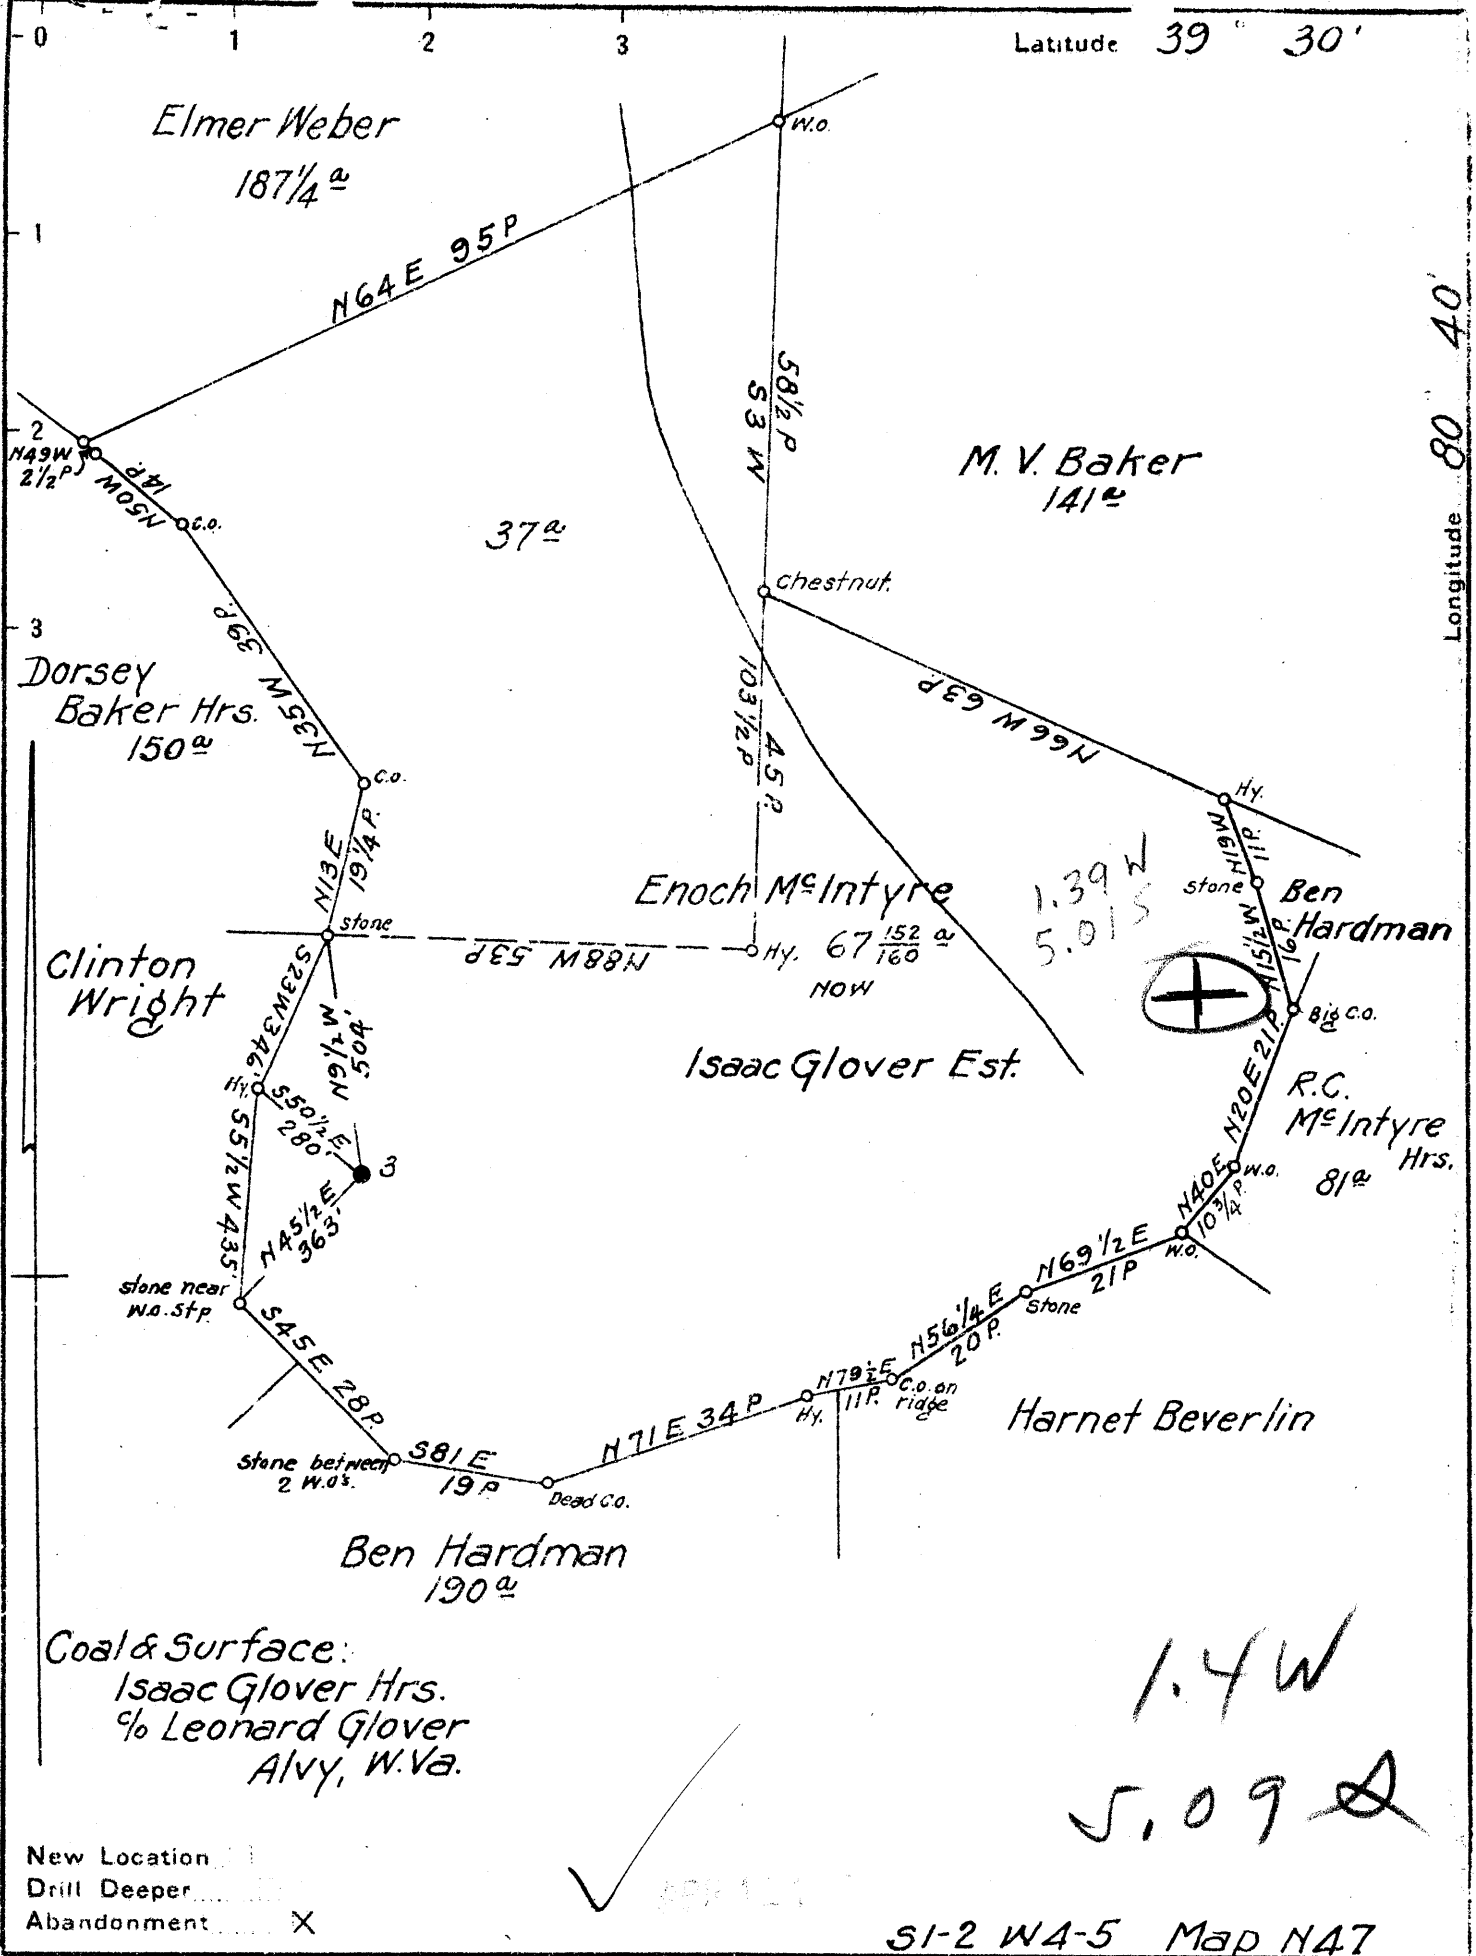 0 1 2 3
Latitude 39° 30'
Elmer Weber
187 1/4 a
W.O.
1
N64E 95P
58 1/2 P
S3W
Longitude 80 40'
2
N49W
2 1/2 P
14P.
N50W
C.O.
M. V. Baker
141 a
37 a
Chestnut.
3
39P.
N35W
Dorsey
Baker Hrs.
150 a
103 1/2 P
45P.
N66W 63P.
C.O.
Hy.
N13E
19 1/4 P.
N19W
11P.
stone
Ben
Hardman
Enoch McIntyre
67 152/160 a
NOW
1.39 W
5.01 S
stone
N88W 53P
Hy.
N15 1/2 W
16P.
Clinton
Wright
S23W 346'
504'
Big C.O.
Isaac Glover Est.
Hy.
S50 1/2 E
280'
N20E 21P.
R.C.
McIntyre
Hrs.
81 a
3
S5 1/2 W 435'
N45 1/2 E
363'
W.O.
N40E
10 3/4 P.
W.O.
N69 1/2 E
21P
stone near
W.O. Stp.
Stone
N56 1/4 E
20P.
S45E 28P.
N79 1/2 E
11P.
C.O. on
ridge
Hy.
N71E 34P
Harnet Beverlin
stone between
2 W.O's.
S81E
19P
Dead C.O.
Ben Hardman
190 a
Coal & Surface:
Isaac Glover Hrs.
c/o Leonard Glover
Alvy, W.Va.
1.4 W
5.09
New Location
Drill Deeper
Abandonment X
S1-2 W4-5 Map N47